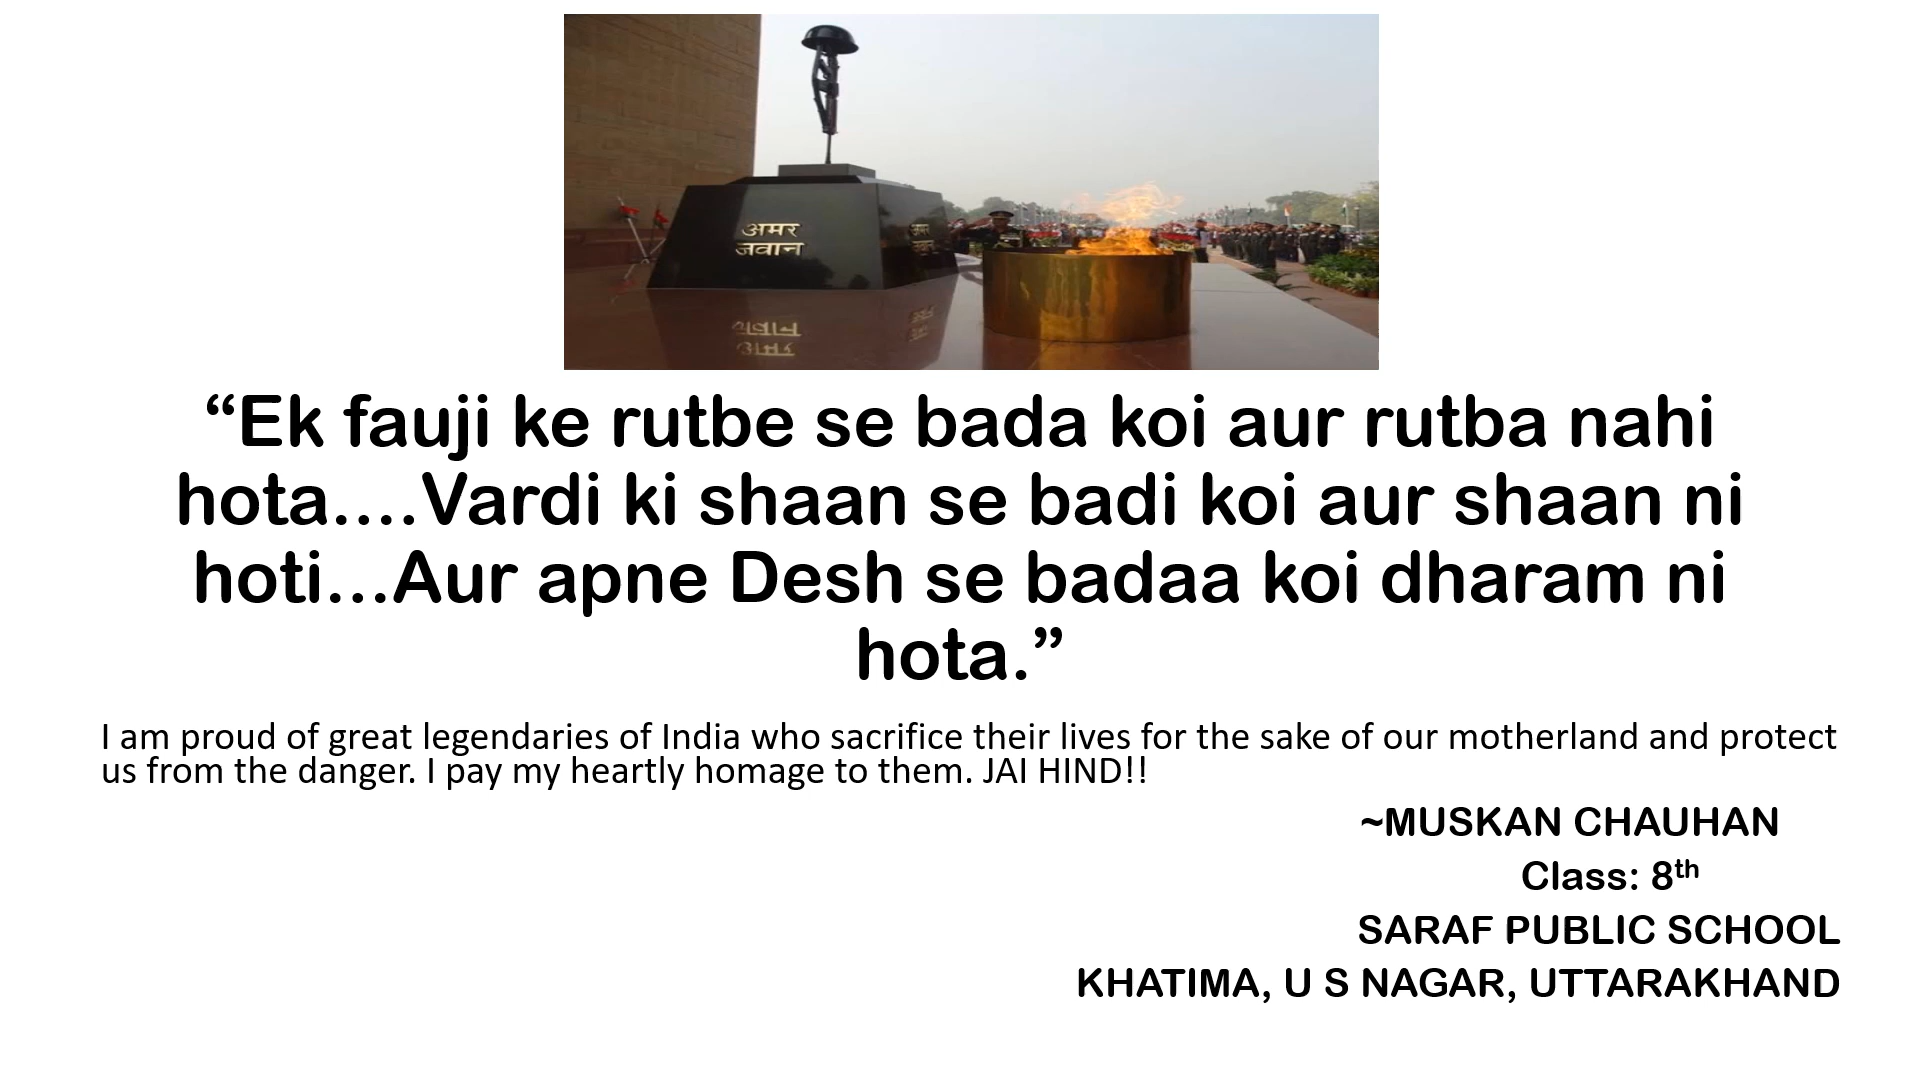 अमर
जवान
अमर
जवान
“Ek fauji ke rutbe se bada koi aur rutba nahi
hota....Vardi ki shaan se badi koi aur shaan ni
hoti...Aur apne Desh se badaa koi dharam ni
hota.”
I am proud of great legendaries of India who sacrifice their lives for the sake of our motherland and protect
us from the danger. I pay my heartly homage to them. JAI HIND!!
~MUSKAN CHAUHAN
Class: 8th
SARAF PUBLIC SCHOOL
KHATIMA, U S NAGAR, UTTARAKHAND